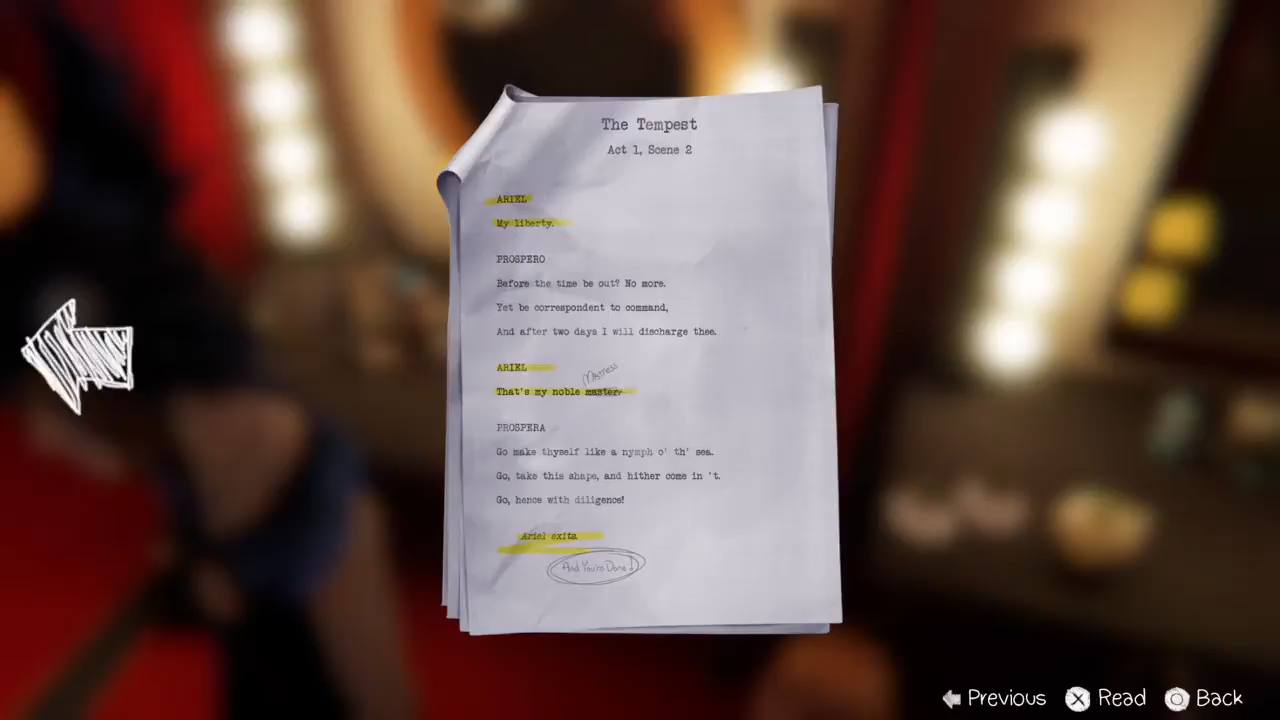 The Tempest
Act 1, Scene 2
ARIEL
My liberty.
PROSPERO
Before the time be out? No more.
Yet be correspondent to command,
And after two days I will discharge thee.
ARIEL
Mistress
That's my noble master.
PROSPERA
Go make thyself like a nymph o' th' sea.
Go, take this shape, and hither come in 't.
Go, hence with diligence!
Ariel exits
And You're Done!
Previous Read Back